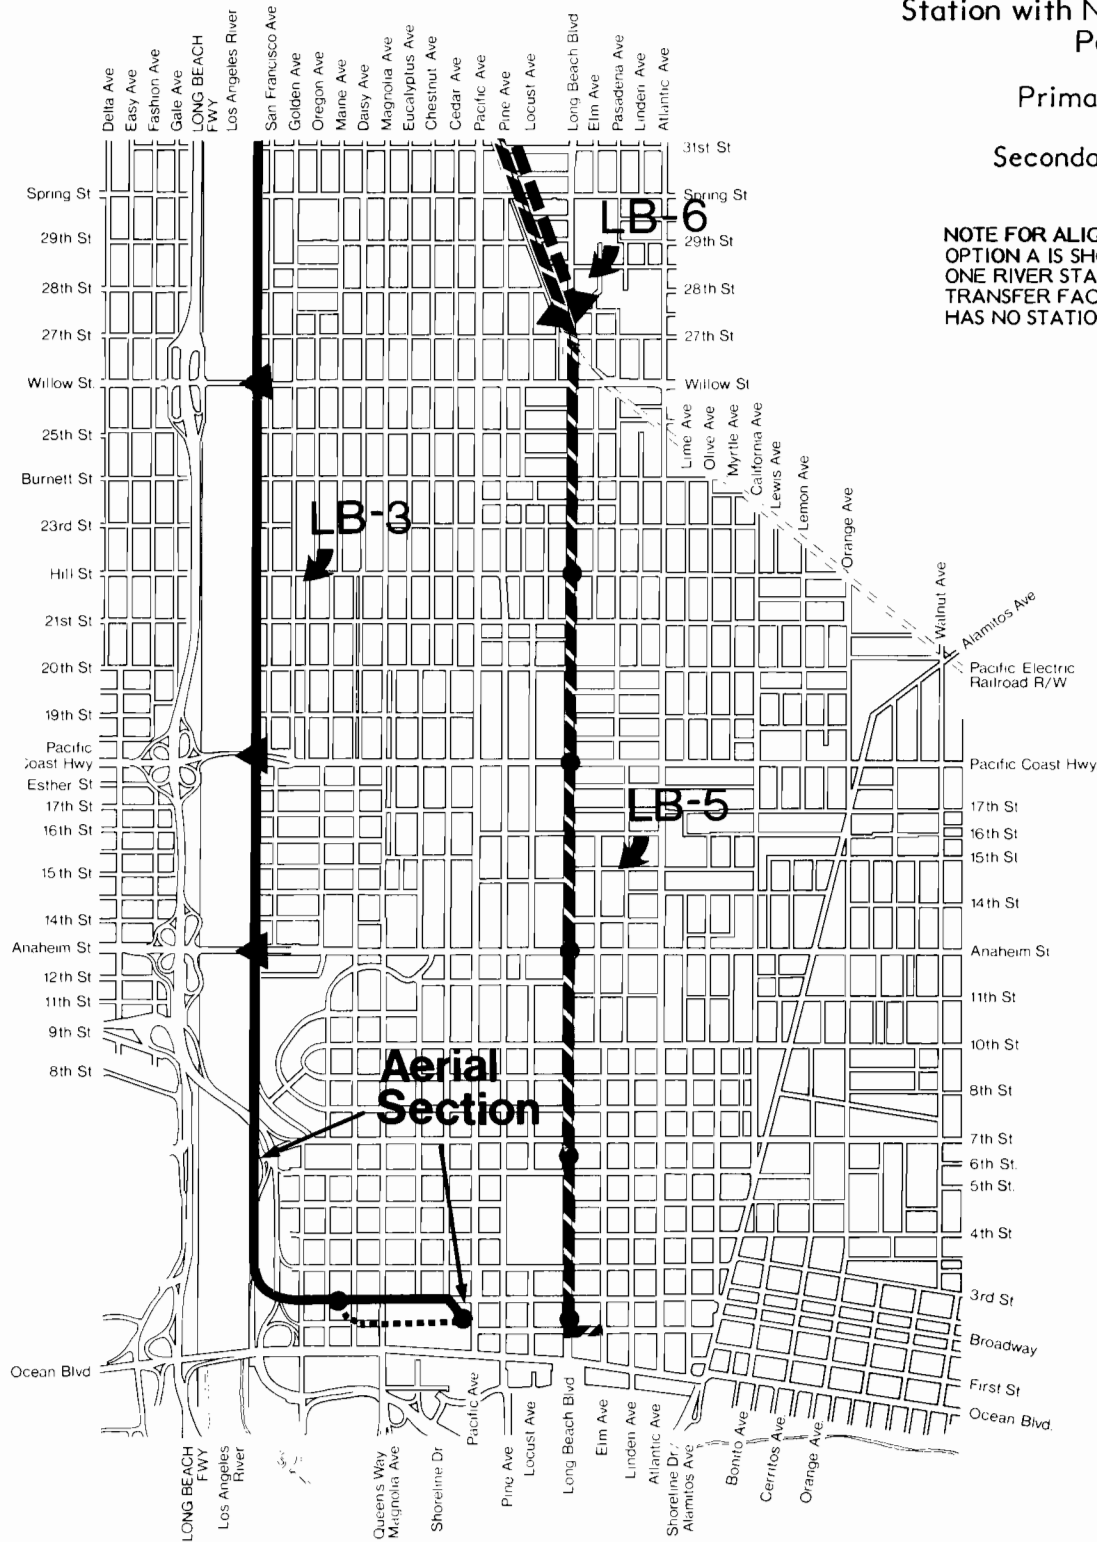 Station with N
Po
Prima
Seconda
NOTE FOR ALIG
OPTION A IS SHO
ONE RIVER STA
TRANSFER FAC
HAS NO STATIO
Delta Ave
Easy Ave
Fashion Ave
Gale Ave
LONG BEACH
FWY
Los Angeles River
San Francisco Ave
Golden Ave
Oregon Ave
Maine Ave
Daisy Ave
Magnolia Ave
Eucalyptus Ave
Chestnut Ave
Cedar Ave
Pacific Ave
Pine Ave
Locust Ave
Long Beach Blvd
Elm Ave
Pasadena Ave
Linden Ave
Atlantic Ave
31st St
Spring St
Spring St
LB-6
29th St
29th St
28th St
28th St
27th St
27th St
Willow St.
Willow St
Lime Ave
Olive Ave
Myrtle Ave
California Ave
Lewis Ave
Lemon Ave
Orange Ave
Walnut Ave
Alamitos Ave
25th St
Burnett St
LB-3
23rd St
Hill St
21st St
20th St
Pacific Electric
Railroad R/W
19th St
Pacific
oast Hwy
Pacific Coast Hwy
Esther St
17th St
17th St
LB-5
16th St
16th St
15th St
15th St
14th St
14th St
Anaheim St
Anaheim St
12th St
11th St
11th St
9th St
10th St
8th St
8th St
Aerial
Section
7th St
6th St.
5th St.
4th St
3rd St
Broadway
Ocean Blvd
First St
Ocean Blvd.
LONG BEACH
FWY
Los Angeles
River
Queen's Way
Magnolia Ave
Shoreline Dr
Pacific Ave
Pine Ave
Locust Ave
Long Beach Blvd
Elm Ave
Linden Ave
Atlantic Ave
Shoreline Dr /
Alamitos Ave
Bonito Ave
Cerritos Ave
Orange Ave.